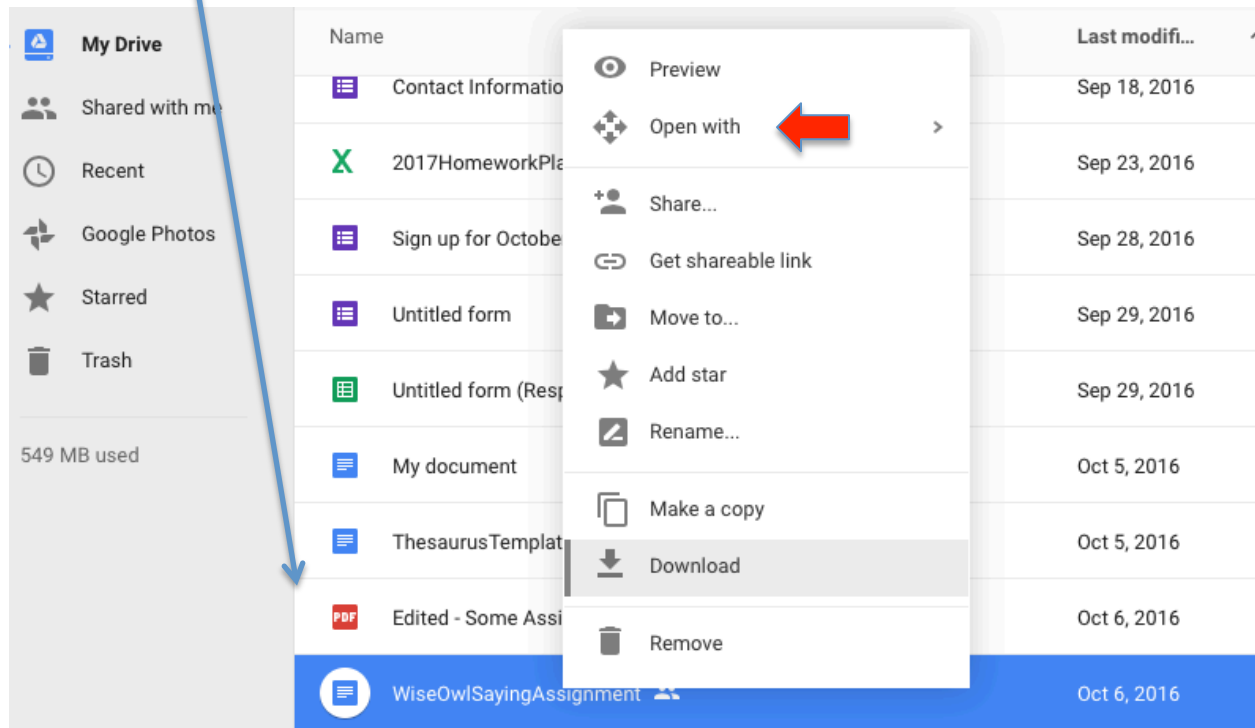 My Drive
Shared with me
Recent
Google Photos
Starred
Trash
549 MB used
Name
Last modifi...
Contact Informatio
Sep 18, 2016
2017HomeworkPla
Sep 23, 2016
Sign up for Octobe
Sep 28, 2016
Untitled form
Sep 29, 2016
Untitled form (Resp
Sep 29, 2016
My document
Oct 5, 2016
ThesaurusTemplat
Oct 5, 2016
PDF
Edited - Some Assi
Oct 6, 2016
WiseOwlSayingAssignment
Oct 6, 2016
Preview
Open with
Share...
Get shareable link
Move to...
Add star
Rename...
Make a copy
Download
Remove